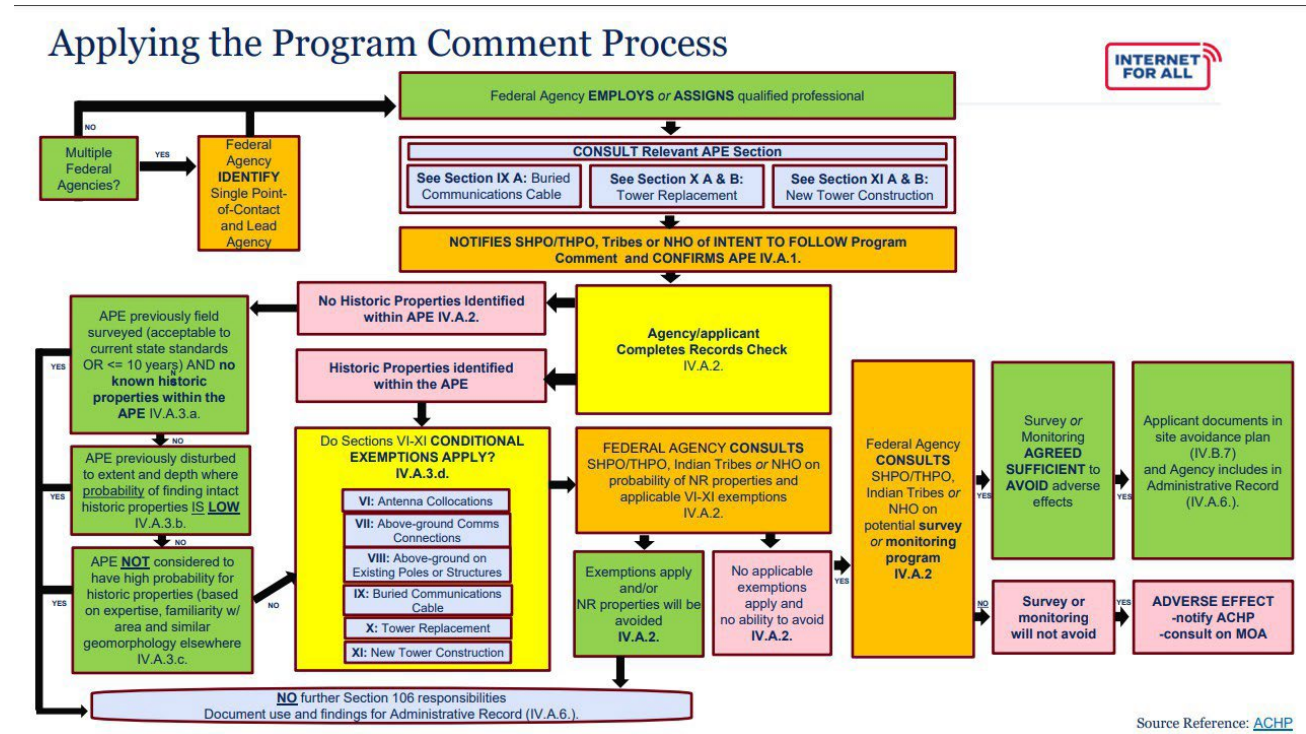 Applying the Program Comment Process
INTERNET
FOR ALL
Federal Agency EMPLOYS or ASSIGNS qualified professional
NO
Multiple
Federal
Agencies?
YES
Federal
Agency
IDENTIFY
Single Point-
of-Contact
and Lead
Agency
CONSULT Relevant APE Section
See Section IX A: Buried
Communications Cable
See Section X A & B:
Tower Replacement
See Section XI A & B:
New Tower Construction
NOTIFIES SHPO/THPO, Tribes or NHO of INTENT TO FOLLOW Program
Comment and CONFIRMS APE IV.A.1.
No Historic Properties Identified
within APE IV.A.2.
Agency/applicant
Completes Records Check
IV.A.2.
Historic Properties identified
within the APE
APE previously field
surveyed (acceptable to
current state standards
OR <= 10 years) AND no
known historic
properties within the
APE IV.A.3.a.
N
YES
NO
APE previously disturbed
to extent and depth where
probability of finding intact
historic properties IS LOW
IV.A.3.b.
YES
NO
APE NOT considered to
have high probability for
historic properties (based
on expertise, familiarity w/
area and similar
geomorphology elsewhere
IV.A.3.c.
YES
NO
Do Sections VI-XI CONDITIONAL
EXEMPTIONS APPLY?
IV.A.3.d.
VI: Antenna Collocations
VII: Above-ground Comms
Connections
VIII: Above-ground on
Existing Poles or Structures
IX: Buried Communications
Cable
X: Tower Replacement
XI: New Tower Construction
FEDERAL AGENCY CONSULTS
SHPO/THPO, Indian Tribes or NHO on
probability of NR properties and
applicable VI-XI exemptions
IV.A.2.
Exemptions apply
and/or
NR properties will be
avoided
IV.A.2.
No applicable
exemptions
apply and
no ability to avoid
IV.A.2.
YES
Federal Agency
CONSULTS
SHPO/THPO,
Indian Tribes or
NHO on
potential survey
or monitoring
program
IV.A.2
YES
Survey or
Monitoring
AGREED
SUFFICIENT to
AVOID adverse
effects
YES
Applicant documents in
site avoidance plan
(IV.B.7)
and Agency includes in
Administrative Record
(IV.A.6.).
NO
Survey or
monitoring
will not avoid
YES
ADVERSE EFFECT
-notify ACHP
-consult on MOA
NO further Section 106 responsibilities
Document use and findings for Administrative Record (IV.A.6.).
Source Reference: ACHP